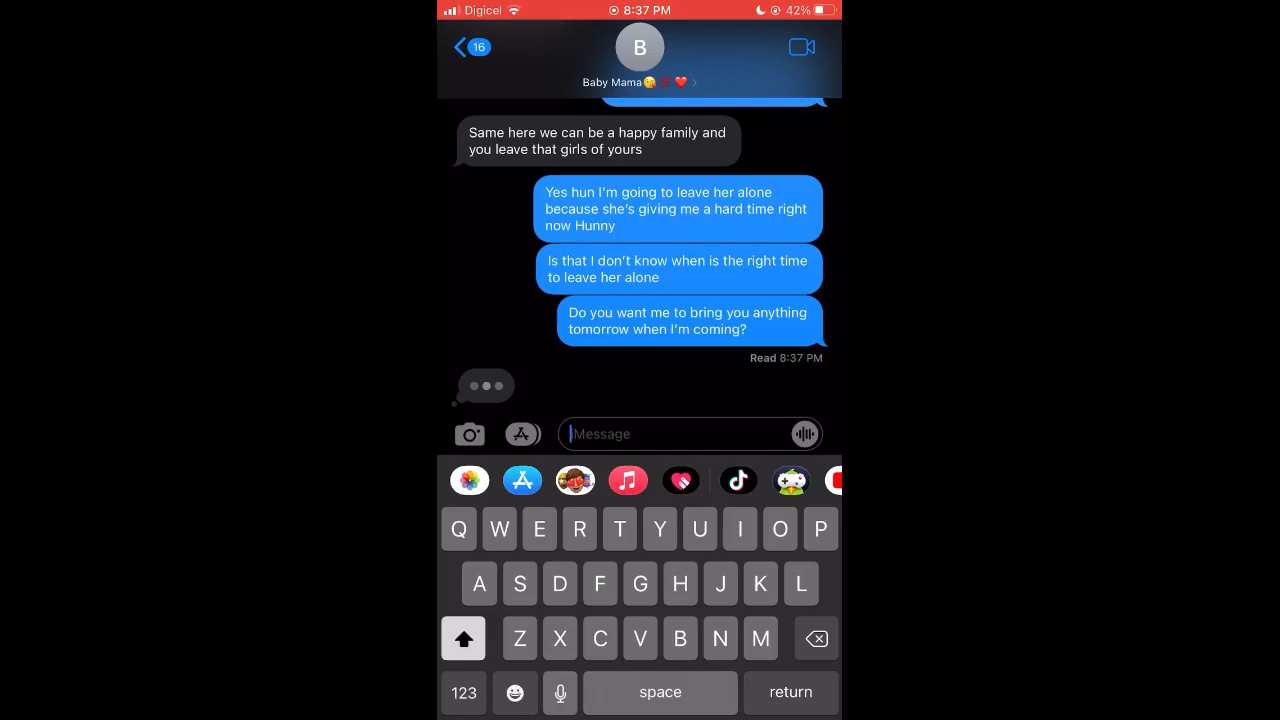 Digicel 8:37 PM 42%
16
B
Baby Mama😘💯❤️
Same here we can be a happy family and
you leave that girls of yours
Yes hun I'm going to leave her alone
because she's giving me a hard time right
now Hunny
Is that I don't know when is the right time
to leave her alone
Do you want me to bring you anything
tomorrow when I'm coming?
Read 8:37 PM
iMessage
Q W E R T Y U I O P
A S D F G H J K L
Z X C V B N M
123 space return